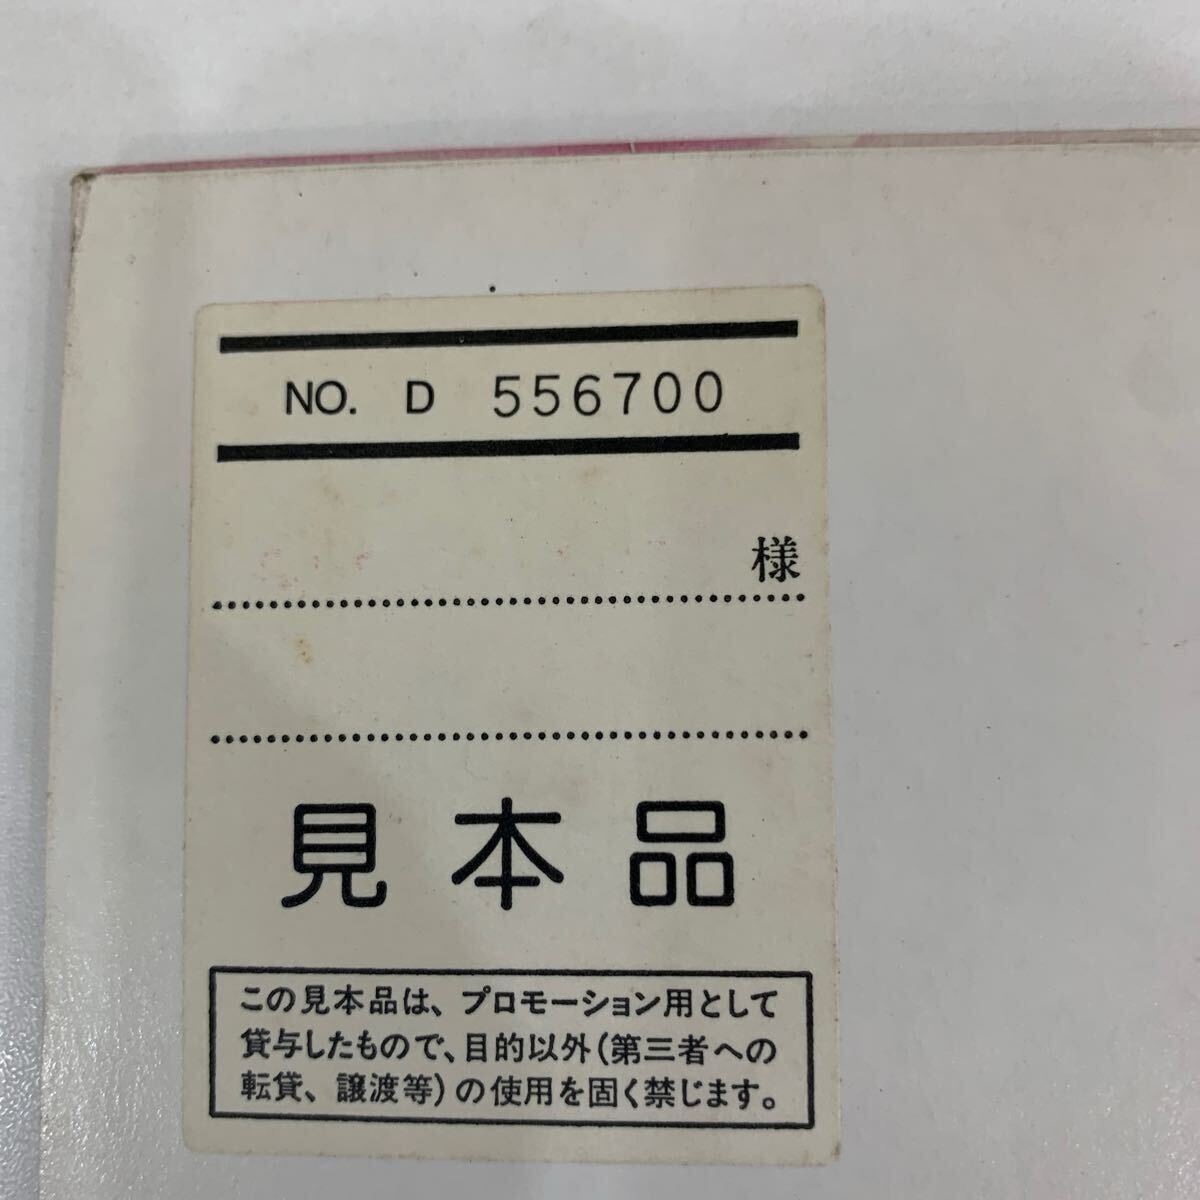 NO. D 556700
様
見本品
この見本品は、プロモーション用として
貸与したもので、目的以外(第三者への
転貸、譲渡等)の使用を固く禁じます。